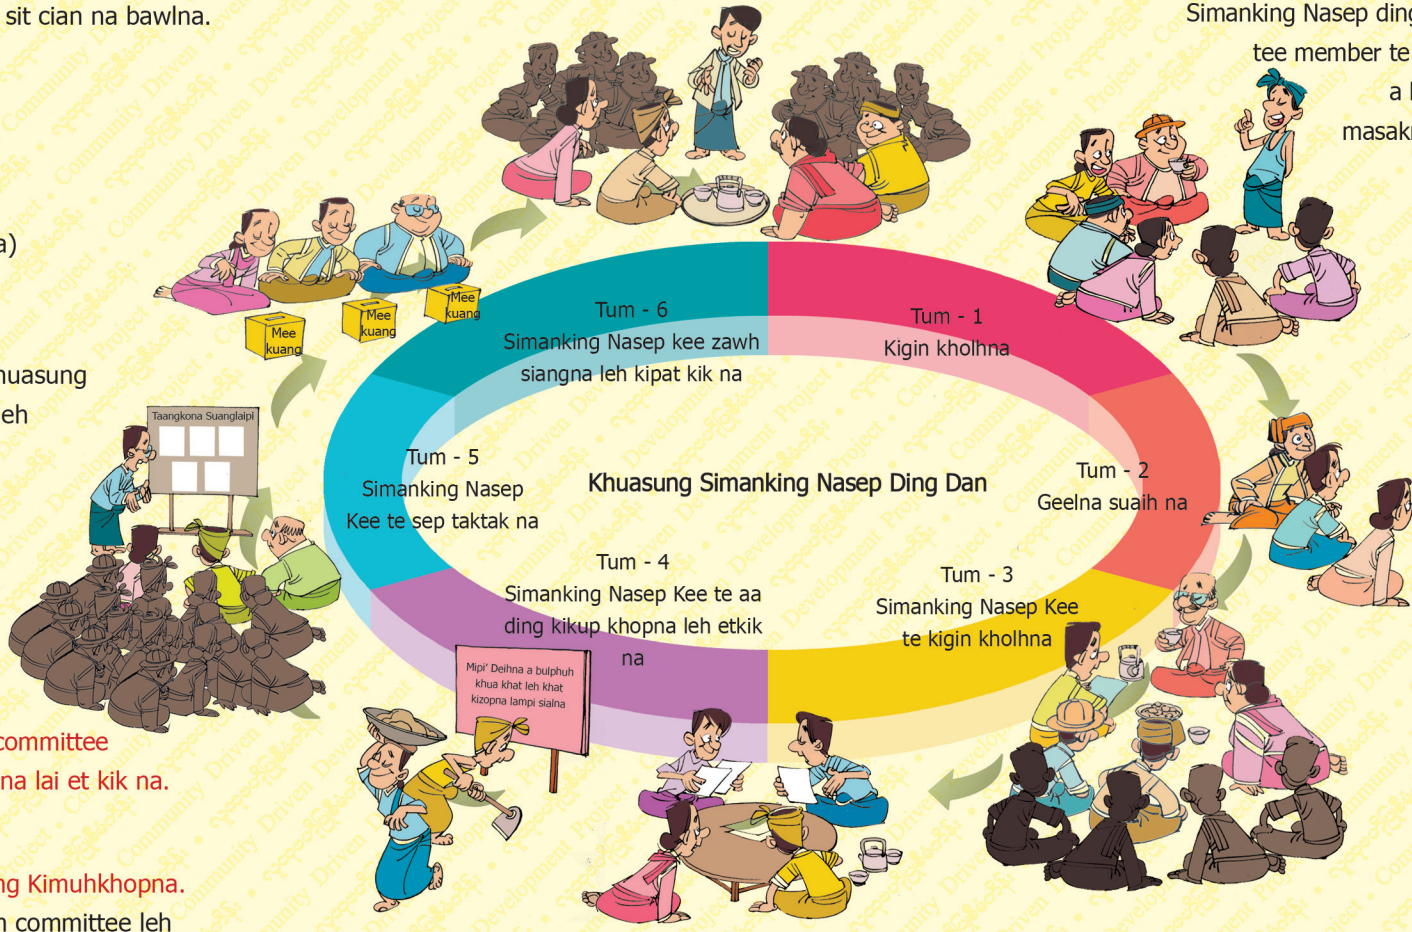 sit cian na bawlna.
Simanking Nasep ding
tee member te
a
masak
a)
Mee
kuang
Mee
kuang
Mee
kuang
huasung
leh
Taangkona Suanglaipi
Tum - 6
Simanking Nasep kee zawh
siangna leh kipat kik na
Tum - 1
Kigin kholhna
Tum - 5
Simanking Nasep
Kee te sep taktak na
Khuasung Simanking Nasep Ding Dan
Tum - 2
Geelna suaih na
Tum - 4
Simanking Nasep Kee te aa
ding kikup khopna leh etkik
na
Tum - 3
Simanking Nasep Kee
te kigin kholhna
Mipi' Deihna a bulphuh
khua khat leh khat
kizopna lampi sialna
committee
na lai et kik na.
ng Kimuhkhopna.
committee leh